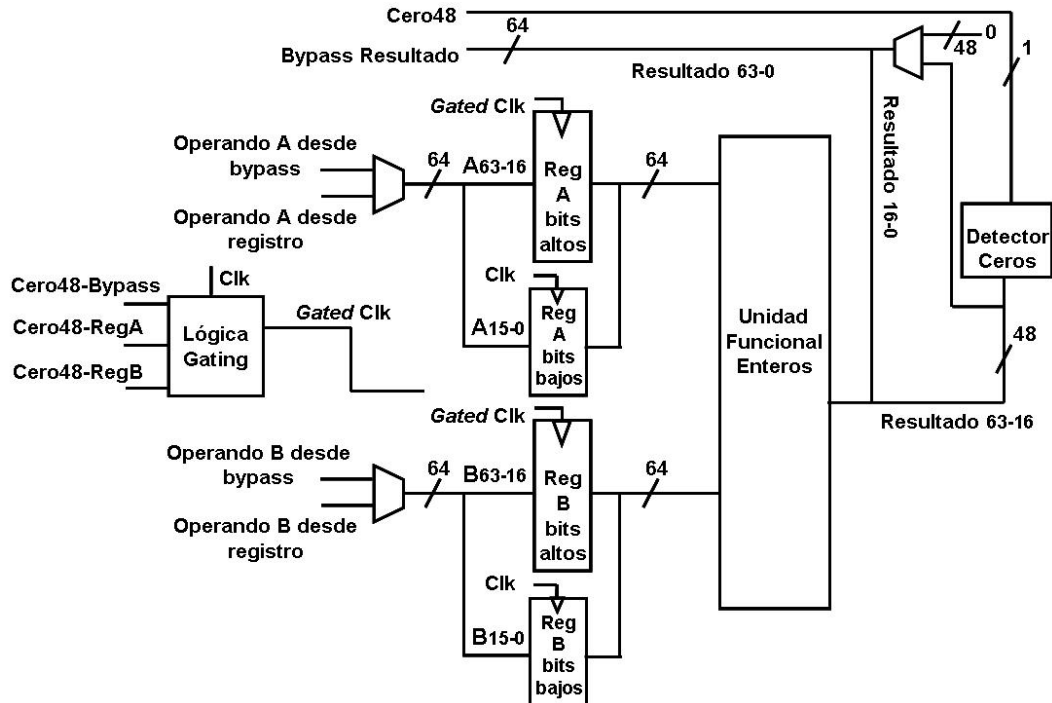 Cero48
64
Bypass Resultado
Resultado 63-0
48
0
1
Resultado 16-0
Gated Clk
Operando A desde
bypass
Operando A desde
registro
64
A63-16
Reg
A
bits
altos
64
Clk
A15-0
Reg
A
bits
bajos
Cero48-Bypass
Cero48-RegA
Cero48-RegB
Clk
Lógica
Gating
Gated Clk
Unidad
Funcional
Enteros
Detector
Ceros
48
Resultado 63-16
Gated Clk
Operando B desde
bypass
Operando B desde
registro
64
B63-16
Reg
B
bits
altos
64
Clk
B15-0
Reg
B
bits
bajos